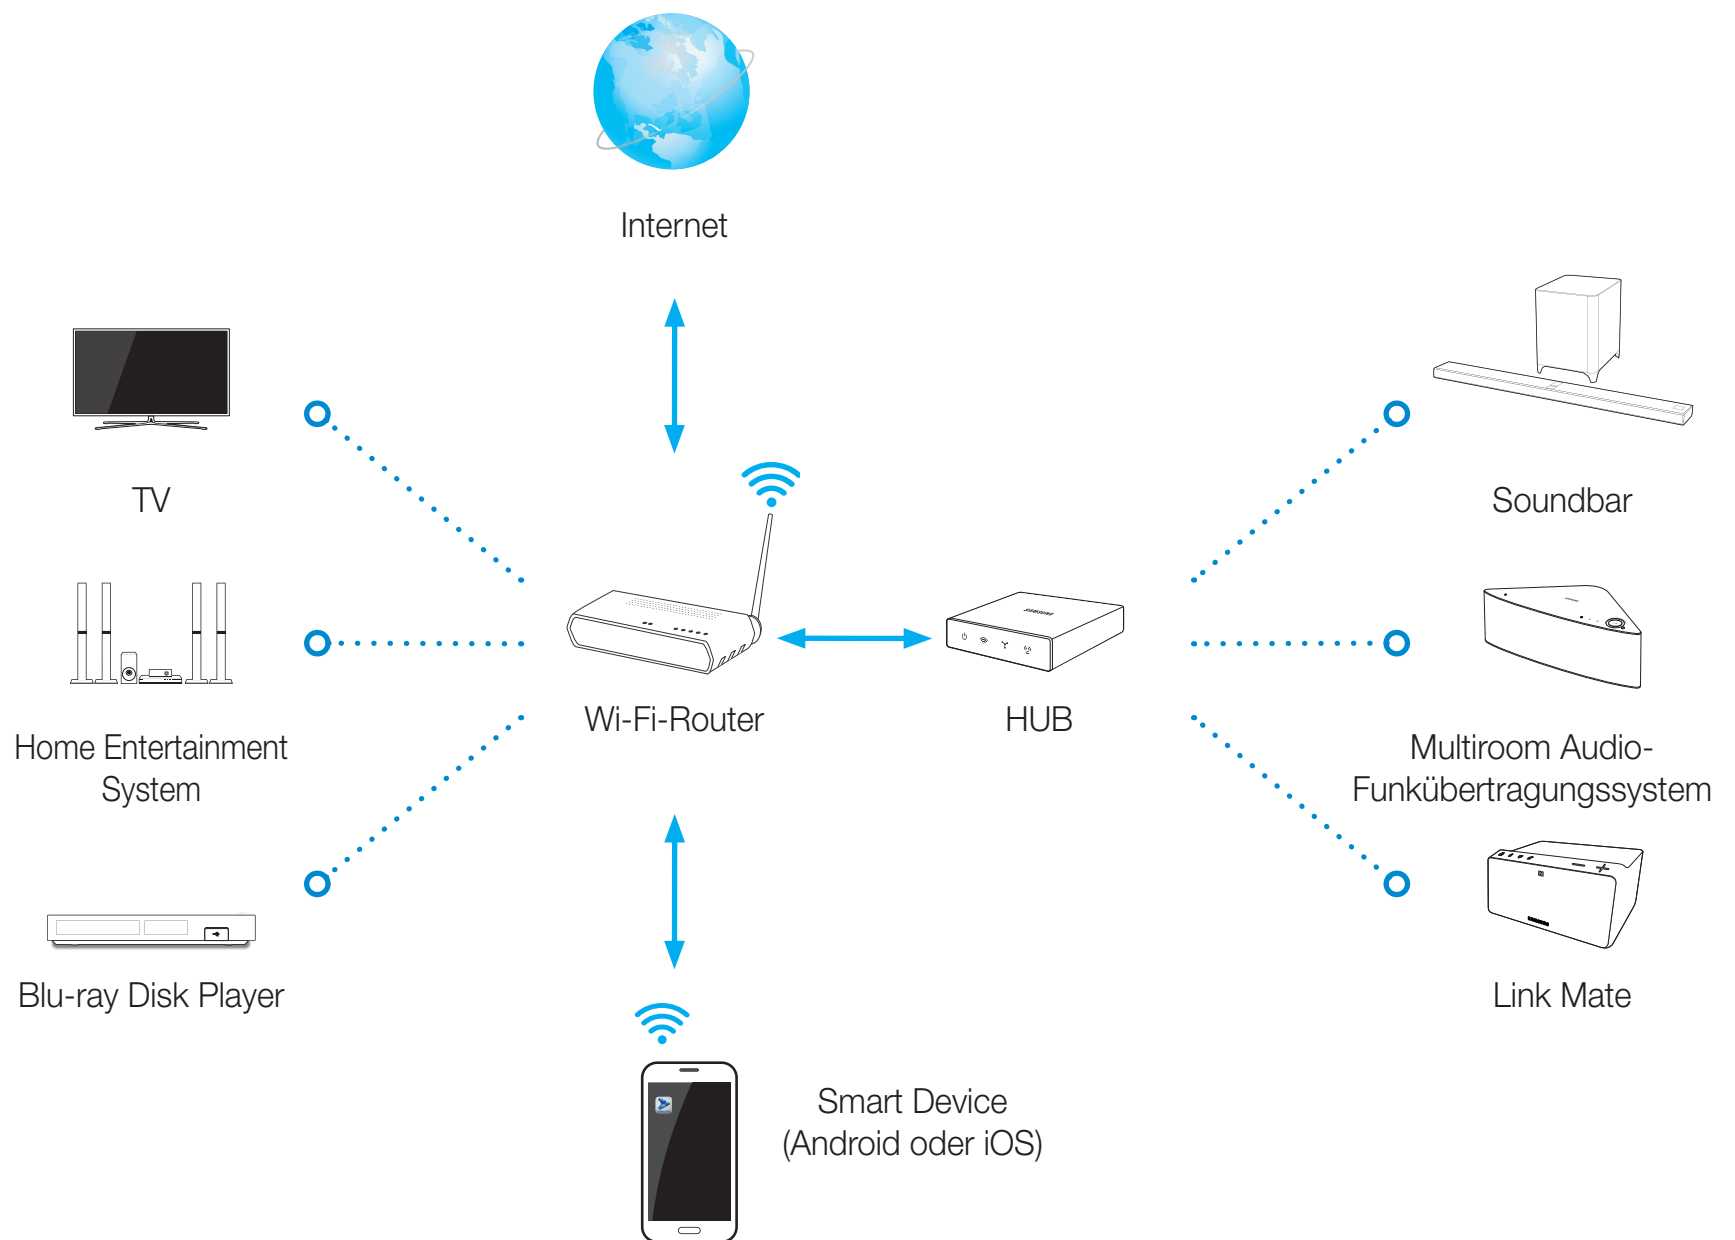 Internet
TV
Soundbar
SAMSUNG
Wi-Fi-Router
HUB
Home Entertainment
System
Multiroom Audio-
Funkübertragungssystem
Blu-ray Disk Player
Link Mate
Smart Device
(Android oder iOS)